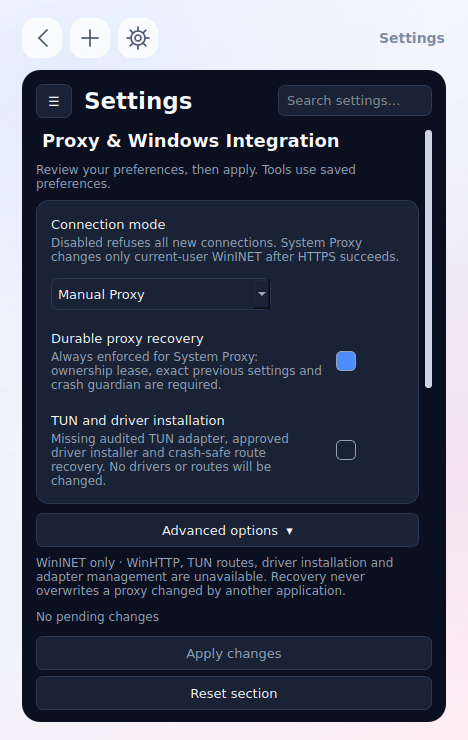 Settings
☰ Settings
Search settings...
Proxy & Windows Integration
Review your preferences, then apply. Tools use saved
preferences.
Connection mode
Disabled refuses all new connections. System Proxy
changes only current-user WinINET after HTTPS succeeds.
Manual Proxy
Durable proxy recovery
Always enforced for System Proxy:
ownership lease, exact previous settings and
crash guardian are required.
TUN and driver installation
Missing audited TUN adapter, approved
driver installer and crash-safe route
recovery. No drivers or routes will be
changed.
Advanced options ▾
WinINET only · WinHTTP, TUN routes, driver installation and
adapter management are unavailable. Recovery never
overwrites a proxy changed by another application.
No pending changes
Apply changes
Reset section